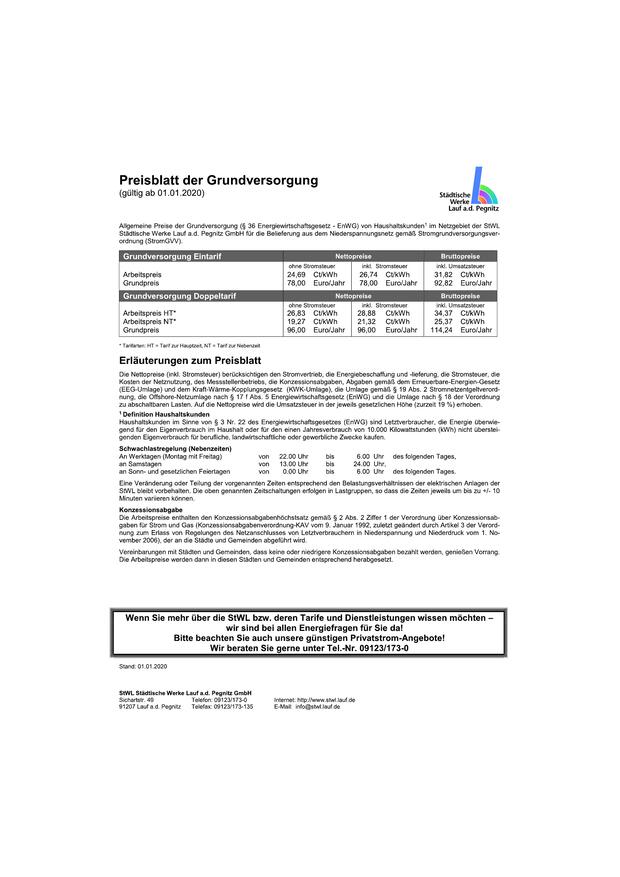 Preisblatt der Grundversorgung
(gültig ab 01.01.2020)
Städtische
Werke
Lauf a.d. Pegnitz
Allgemeine Preise der Grundversorgung (§ 36 Energiewirtschaftsgesetz - EnWG) von Haushaltskunden¹ im Netzgebiet der StWL
Städtische Werke Lauf a.d. Pegnitz GmbH für die Belieferung aus dem Niederspannungsnetz gemäß Stromgrundversorgungsver-
ordnung (StromGVV).
Grundversorgung Eintarif Nettopreise Bruttopreise
ohne Stromsteuer inkl. Stromsteuer inkl. Umsatzsteuer
Arbeitspreis 24,69 Ct/kWh 26,74 Ct/kWh 31,82 Ct/kWh
Grundpreis 78,00 Euro/Jahr 78,00 Euro/Jahr 92,82 Euro/Jahr
Grundversorgung Doppeltarif Nettopreise Bruttopreise
ohne Stromsteuer inkl. Stromsteuer inkl. Umsatzsteuer
Arbeitspreis HT* 26,83 Ct/kWh 28,88 Ct/kWh 34,37 Ct/kWh
Arbeitspreis NT* 19,27 Ct/kWh 21,32 Ct/kWh 25,37 Ct/kWh
Grundpreis 96,00 Euro/Jahr 96,00 Euro/Jahr 114,24 Euro/Jahr
* Tarifarten: HT = Tarif zur Hauptzeit, NT = Tarif zur Nebenzeit
Erläuterungen zum Preisblatt
Die Nettopreise (inkl. Stromsteuer) berücksichtigen den Stromvertrieb, die Energiebeschaffung und -lieferung, die Stromsteuer, die
Kosten der Netznutzung, des Messstellenbetriebs, die Konzessionsabgaben, Abgaben gemäß dem Erneuerbare-Energien-Gesetz
(EEG-Umlage) und dem Kraft-Wärme-Kopplungsgesetz (KWK-Umlage), die Umlage gemäß § 19 Abs. 2 Stromnetzentgeltverord-
nung, die Offshore-Netzumlage nach § 17 f Abs. 5 Energiewirtschaftsgesetz (EnWG) und die Umlage nach § 18 der Verordnung
zu abschaltbaren Lasten. Auf die Nettopreise wird die Umsatzsteuer in der jeweils gesetzlichen Höhe (zurzeit 19 %) erhoben.
¹ Definition Haushaltskunden
Haushaltskunden im Sinne von § 3 Nr. 22 des Energiewirtschaftsgesetzes (EnWG) sind Letztverbraucher, die Energie überwie-
gend für den Eigenverbrauch im Haushalt oder für den einen Jahresverbrauch von 10.000 Kilowattstunden (kWh) nicht überstei-
genden Eigenverbrauch für berufliche, landwirtschaftliche oder gewerbliche Zwecke kaufen.
Schwachlastregelung (Nebenzeiten)
An Werktagen (Montag mit Freitag) von 22.00 Uhr bis 6.00 Uhr des folgenden Tages,
an Samstagen von 13.00 Uhr bis 24.00 Uhr,
an Sonn- und gesetzlichen Feiertagen von 0.00 Uhr bis 6.00 Uhr des folgenden Tages.
Eine Veränderung oder Teilung der vorgenannten Zeiten entsprechend den Belastungsverhältnissen der elektrischen Anlagen der
StWL bleibt vorbehalten. Die oben genannten Zeitschaltungen erfolgen in Lastgruppen, so dass die Zeiten jeweils um bis zu +/- 10
Minuten variieren können.
Konzessionsabgabe
Die Arbeitspreise enthalten den Konzessionsabgabenhöchstsatz gemäß § 2 Abs. 2 Ziffer 1 der Verordnung über Konzessionsab-
gaben für Strom und Gas (Konzessionsabgabenverordnung-KAV vom 9. Januar 1992, zuletzt geändert durch Artikel 3 der Verord-
nung zum Erlass von Regelungen des Netzanschlusses von Letztverbrauchern in Niederspannung und Niederdruck vom 1. No-
vember 2006), der an die Städte und Gemeinden abgeführt wird.
Vereinbarungen mit Städten und Gemeinden, dass keine oder niedrigere Konzessionsabgaben bezahlt werden, genießen Vorrang.
Die Arbeitspreise werden dann in diesen Städten und Gemeinden entsprechend herabgesetzt.
Wenn Sie mehr über die StWL bzw. deren Tarife und Dienstleistungen wissen möchten –
wir sind bei allen Energiefragen für Sie da!
Bitte beachten Sie auch unsere günstigen Privatstrom-Angebote!
Wir beraten Sie gerne unter Tel.-Nr. 09123/173-0
Stand: 01.01.2020
StWL Städtische Werke Lauf a.d. Pegnitz GmbH
Sichartstr. 49 Telefon: 09123/173-0 Internet: http://www.stwl.lauf.de
91207 Lauf a.d. Pegnitz Telefax: 09123/173-135 E-Mail: info@stwl.lauf.de